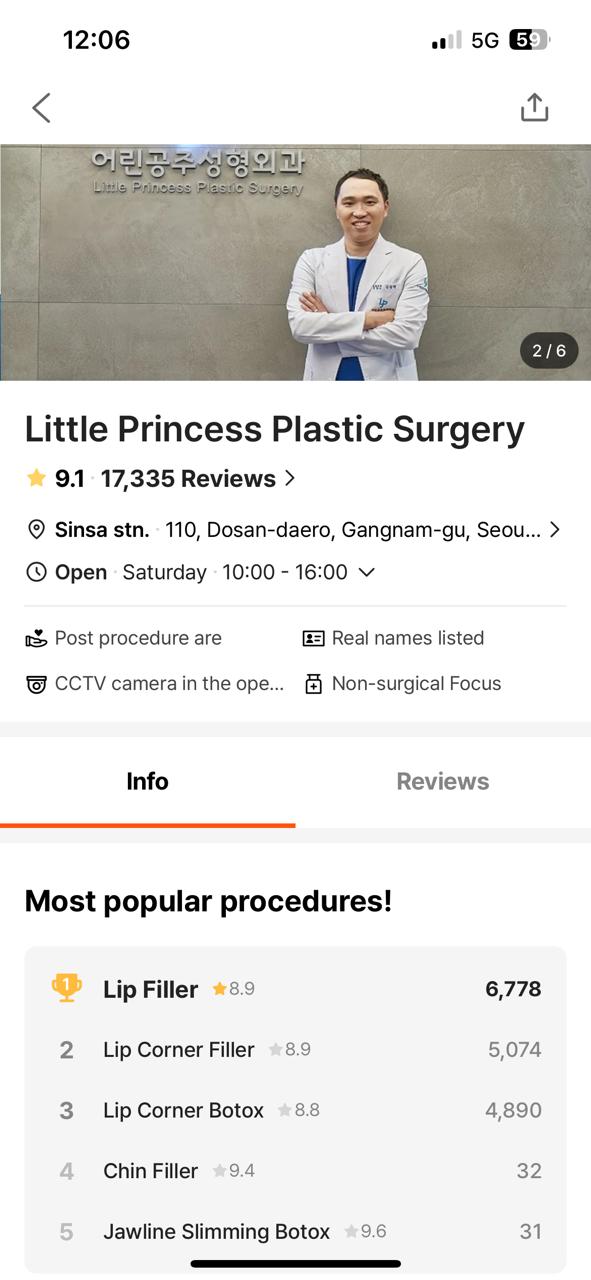 12:06
5G
59
어린공주성형외과
Little Princess Plastic Surgery
2 / 6
Little Princess Plastic Surgery
9.1 · 17,335 Reviews
Sinsa stn. · 110, Dosan-daero, Gangnam-gu, Seou...
Open · Saturday · 10:00 - 16:00
Post procedure are
Real names listed
CCTV camera in the ope...
Non-surgical Focus
Info
Reviews
Most popular procedures!
1 Lip Filler 8.9 6,778
2 Lip Corner Filler 8.9 5,074
3 Lip Corner Botox 8.8 4,890
4 Chin Filler 9.4 32
5 Jawline Slimming Botox 9.6 31